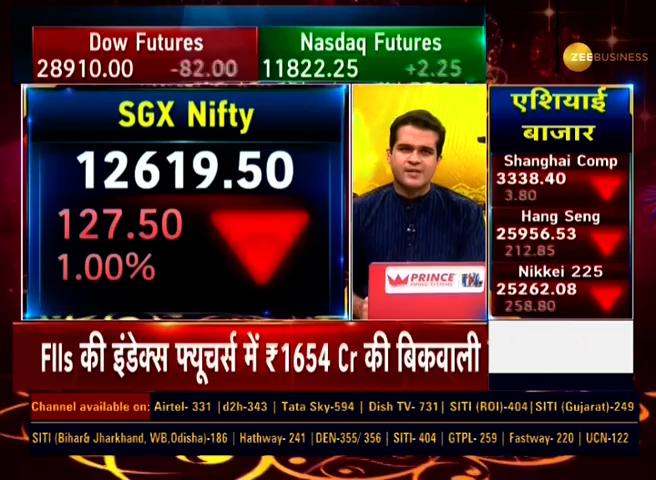 Dow Futures
28910.00 -82.00
Nasdaq Futures
11822.25 +2.25
ZEE BUSINESS
SGX Nifty
12619.50
127.50
1.00%
PRINCE
PIPING SYSTEMS
एशियाई
बाजार
Shanghai Comp
3338.40
3.80
Hang Seng
25956.53
212.85
Nikkei 225
25262.08
258.80
FIIs की इंडेक्स फ्यूचर्स में ₹1654 Cr की बिकवाली
Channel available on: Airtel- 331 |d2h-343 | Tata Sky-594 | Dish TV- 731| SITI (ROI)-404|SITI (Gujarat)-249
SITI (Bihar& Jharkhand, WB,Odisha)-186 | Hathway- 241 |DEN-355/ 356 | SITI- 404 | GTPL- 259 | Fastway- 220 | UCN-122